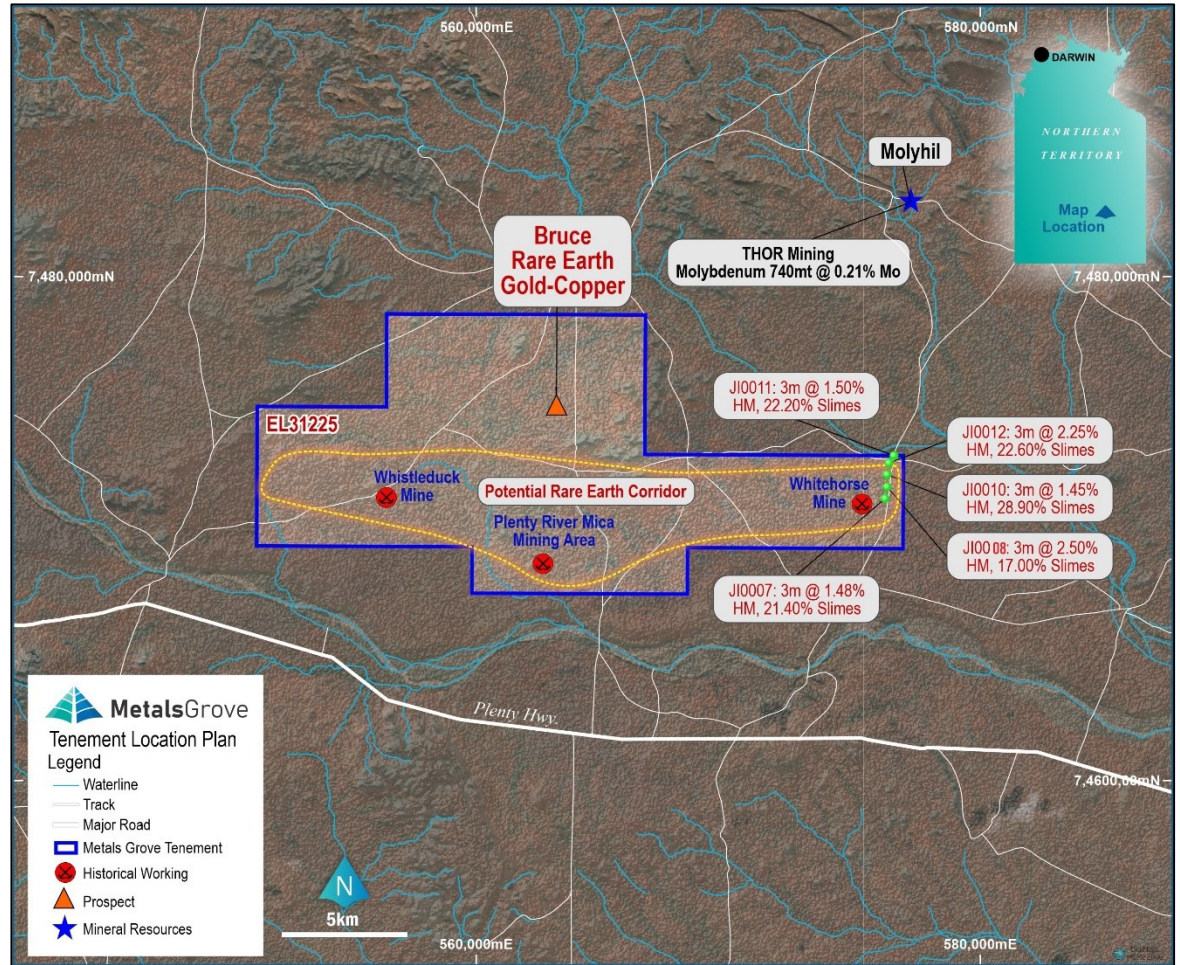 560,000mE
580,000mN
DARWIN
NORTHERN
TERRITORY
Map
Location
Molyhil
THOR Mining
Molybdenum 740mt @ 0.21% Mo
Bruce
Rare Earth
Gold-Copper
7,480,000mN
7,480,000mN
JI0011: 3m @ 1.50%
HM, 22.20% Slimes
JI0012: 3m @ 2.25%
HM, 22.60% Slimes
EL31225
Whistleduck
Mine
Potential Rare Earth Corridor
Whitehorse
Mine
JI0010: 3m @ 1.45%
HM, 28.90% Slimes
Plenty River Mica
Mining Area
JI00 08: 3m @ 2.50%
HM, 17.00% Slimes
JI0007: 3m @ 1.48%
HM, 21.40% Slimes
Plenty Hwy.
7,4600,00mN
MetalsGrove
Tenement Location Plan
Legend
Waterline
Track
Major Road
Metals Grove Tenement
Historical Working
Prospect
Mineral Resources
N
5km
560,000mE
580,000mN